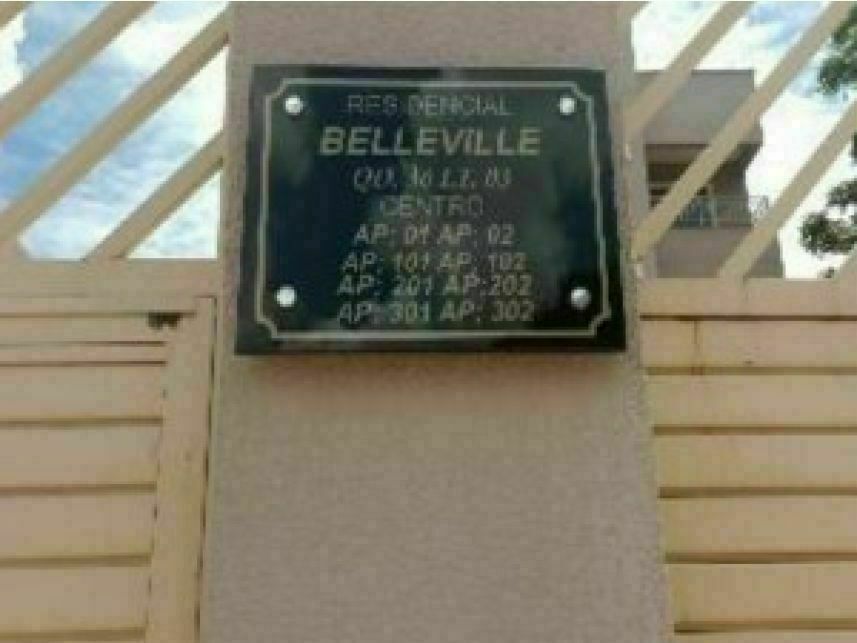 RESIDENCIAL
BELLEVILLE
QD. LT. 03
CENTRO
AP: 01 AP: 02
AP: 101 AP: 102
AP: 201 AP: 202
AP: 301 AP: 302